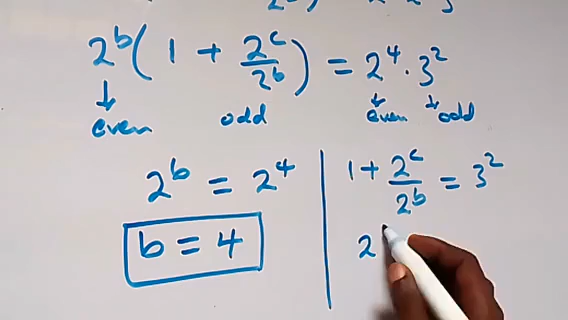 2^b ( 1 + 2^c/2^b ) = 2^4 · 3^2
even odd even odd
2^b = 2^4
b = 4
1 + 2^c/2^b = 3^2
2